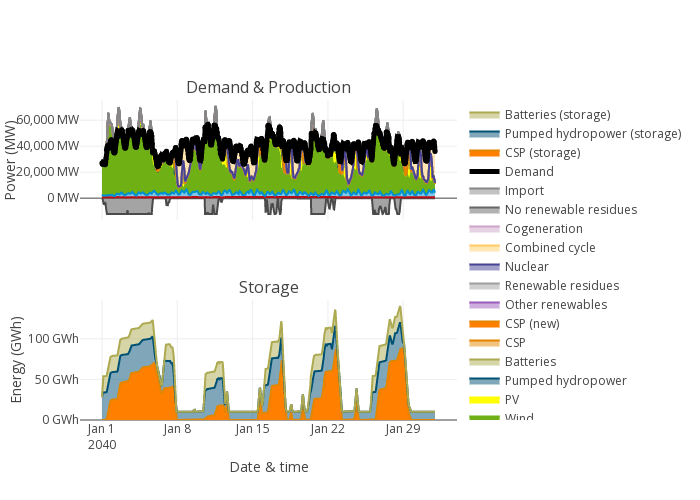 Demand & Production
Power (MW)
60,000 MW
40,000 MW
20,000 MW
0 MW
Storage
Energy (GWh)
100 GWh
50 GWh
0 GWh
Jan 1
2040
Jan 8
Jan 15
Jan 22
Jan 29
Date & time
Batteries (storage)
Pumped hydropower (storage)
CSP (storage)
Demand
Import
No renewable residues
Cogeneration
Combined cycle
Nuclear
Renewable residues
Other renewables
CSP (new)
CSP
Batteries
Pumped hydropower
PV
Wind